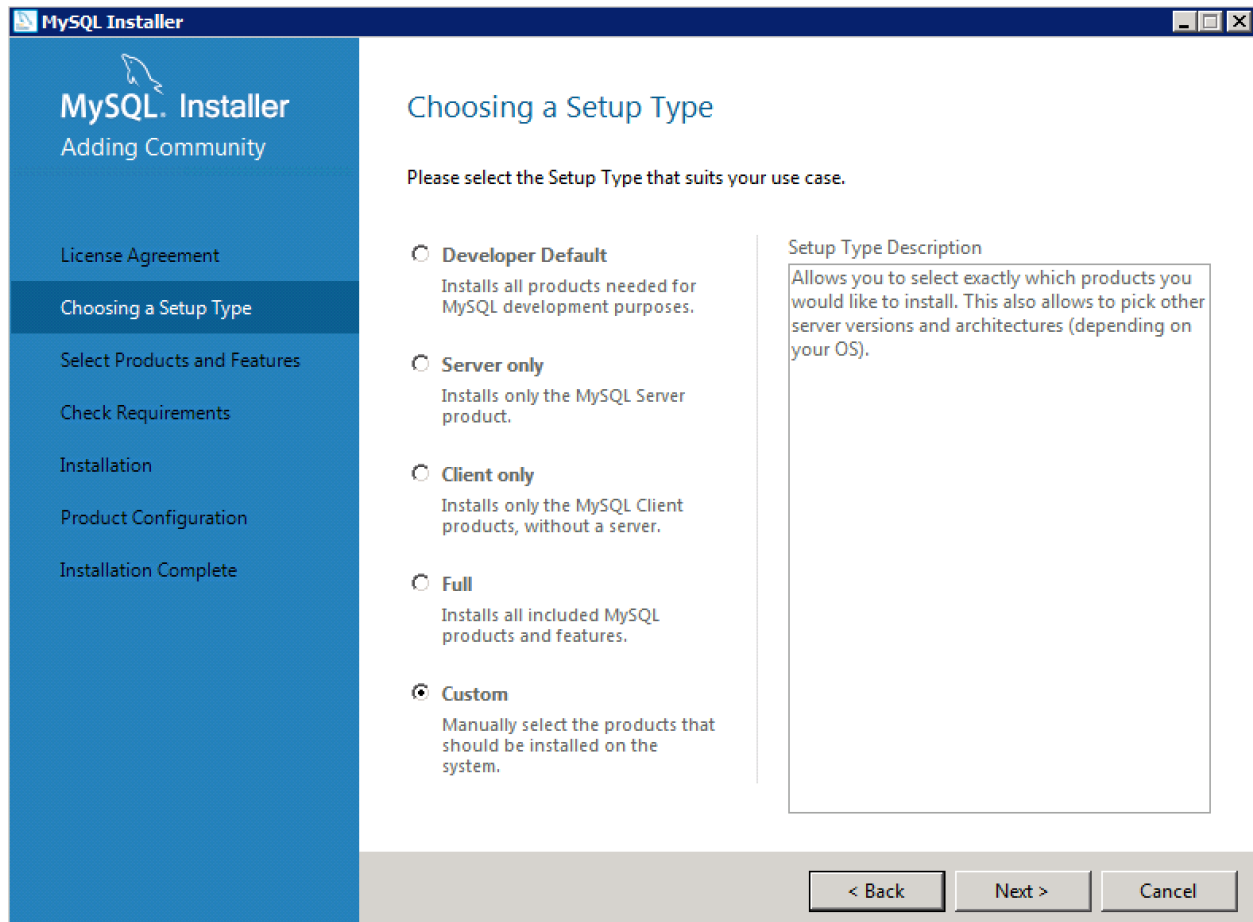 MySQL Installer
MySQL. Installer
Adding Community
License Agreement
Choosing a Setup Type
Select Products and Features
Check Requirements
Installation
Product Configuration
Installation Complete
Choosing a Setup Type
Please select the Setup Type that suits your use case.
Developer Default
Installs all products needed for
MySQL development purposes.
Server only
Installs only the MySQL Server
product.
Client only
Installs only the MySQL Client
products, without a server.
Full
Installs all included MySQL
products and features.
Custom
Manually select the products that
should be installed on the
system.
Setup Type Description
Allows you to select exactly which products you
would like to install. This also allows to pick other
server versions and architectures (depending on
your OS).
< Back
Next >
Cancel